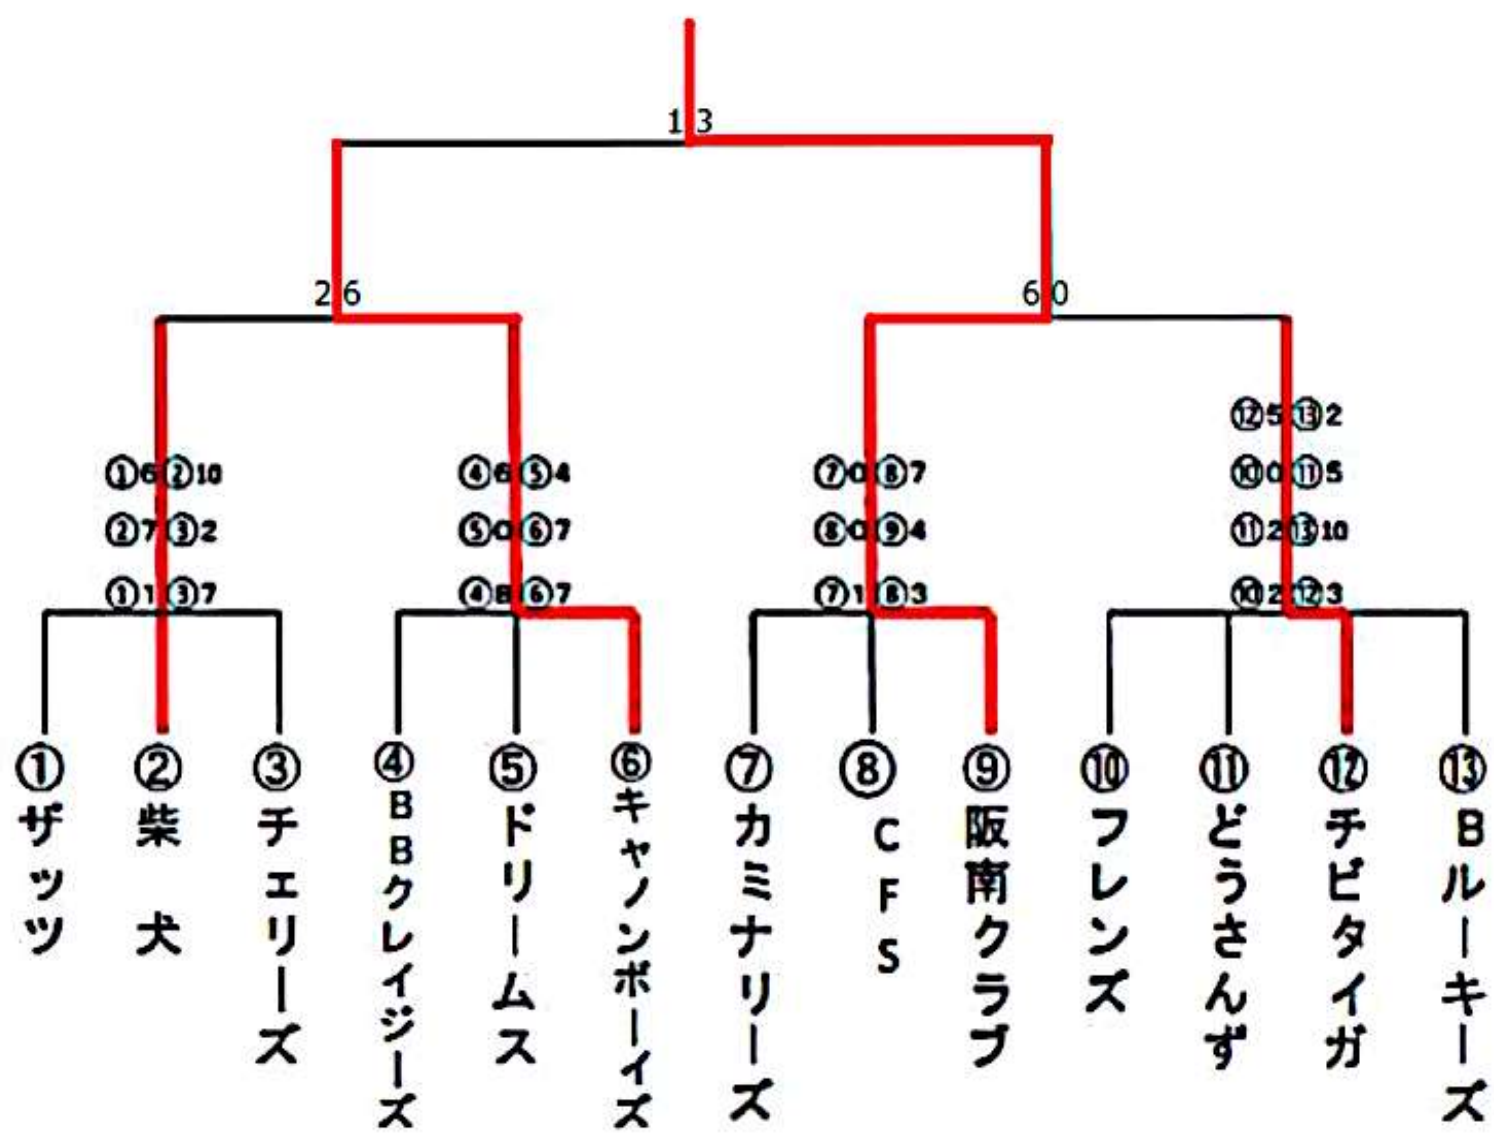 1 3
2 6
6 0
⑫5 ⑬2
①6 ②10
④6 ⑤4
⑦0 ⑧7
⑩0 ⑪5
②7 ③2
⑤0 ⑥7
⑧0 ⑨4
⑪2 ⑬10
①1 ③7
④8 ⑥7
⑦1 ⑧3
⑩2 ⑫3
①ザッツ
②柴犬
③チェリーズ
④BBクレイジーズ
⑤ドリームス
⑥キャノンボーイズ
⑦カミナリーズ
⑧CFS
⑨阪南クラブ
⑩フレンズ
⑪どうさんず
⑫チビタイガ
⑬Bルーキーズ